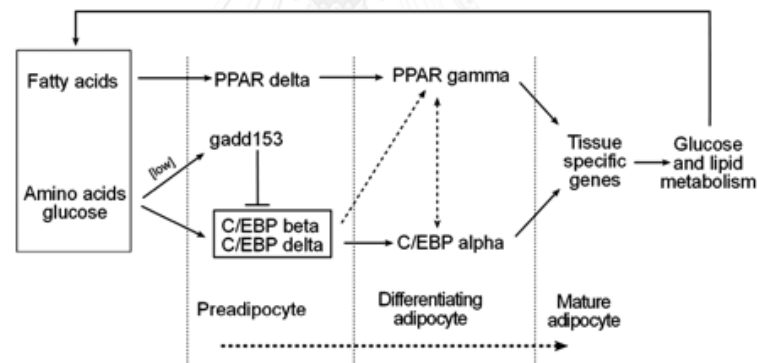 Fatty acids
PPAR delta
PPAR gamma
gadd153
[low]
Tissue
specific
genes
Glucose
and lipid
metabolism
Amino acids
glucose
C/EBP beta
C/EBP delta
C/EBP alpha
Preadipocyte
Differentiating
adipocyte
Mature
adipocyte